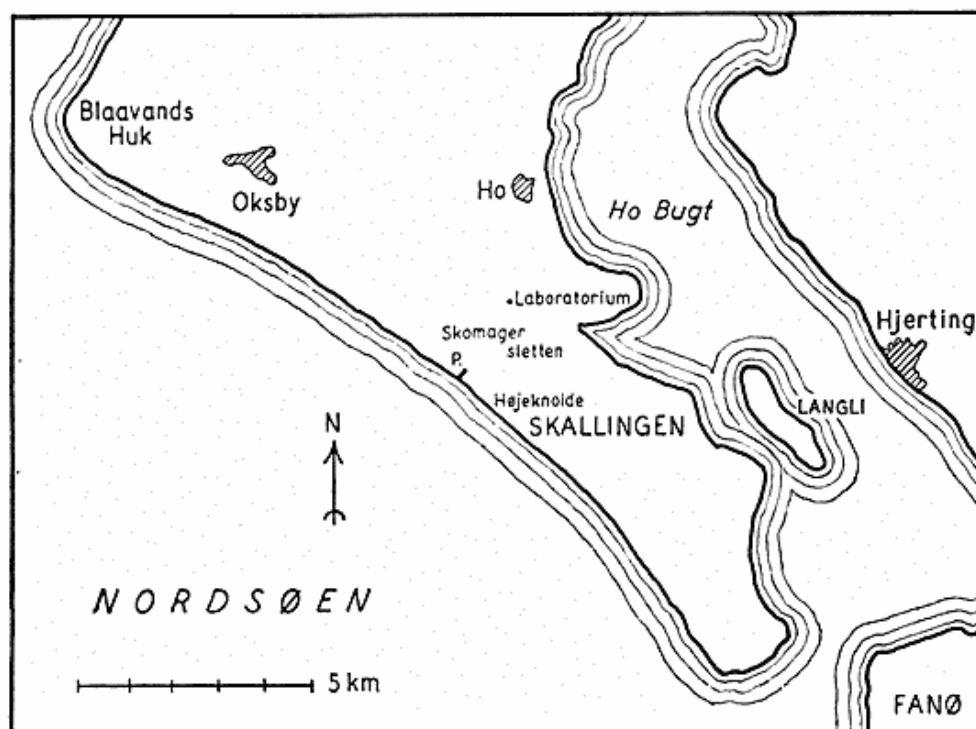 Blaavands
Huk
Oksby
Ho
Ho Bugt
Laboratorium
Skomager
sletten
P.
Hjerting
Højeknolde
SKALLINGEN
LANGLI
N
NORDSØEN
5 km
FANØ